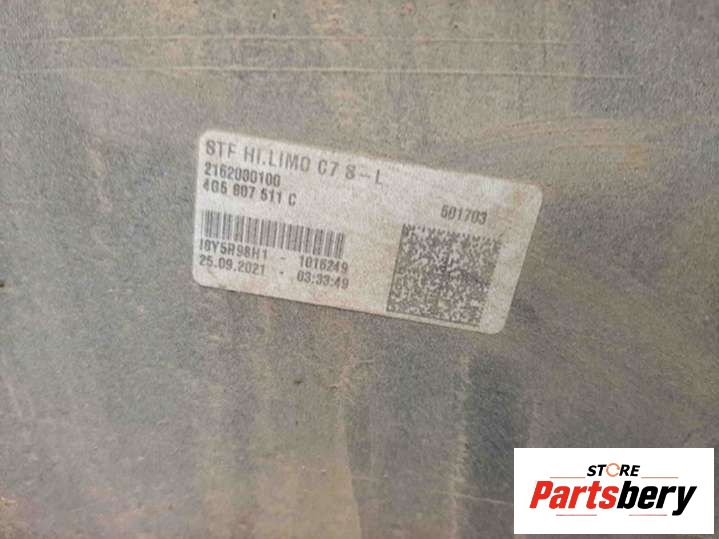 STF HI.LIMO C7 S-L
2162000100
4G5 807 511 C
501703
I8Y5R98H1 - 1016249
25.09.2021 - 03:33:49
STORE
Partsbery